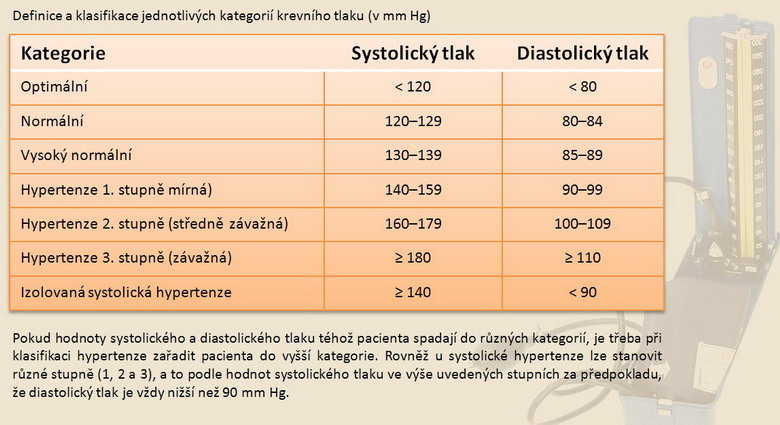 Definice a klasifikace jednotlivých kategorií krevního tlaku (v mm Hg)
Kategorie Systolický tlak Diastolický tlak
Optimální < 120 < 80
Normální 120–129 80–84
Vysoký normální 130–139 85–89
Hypertenze 1. stupně mírná) 140–159 90–99
Hypertenze 2. stupně (středně závažná) 160–179 100–109
Hypertenze 3. stupně (závažná) ≥ 180 ≥ 110
Izolovaná systolická hypertenze ≥ 140 < 90
Pokud hodnoty systolického a diastolického tlaku téhož pacienta spadají do různých kategorií, je třeba při
klasifikaci hypertenze zařadit pacienta do vyšší kategorie. Rovněž u systolické hypertenze lze stanovit
různé stupně (1, 2 a 3), a to podle hodnot systolického tlaku ve výše uvedených stupních za předpokladu,
že diastolický tlak je vždy nižší než 90 mm Hg.